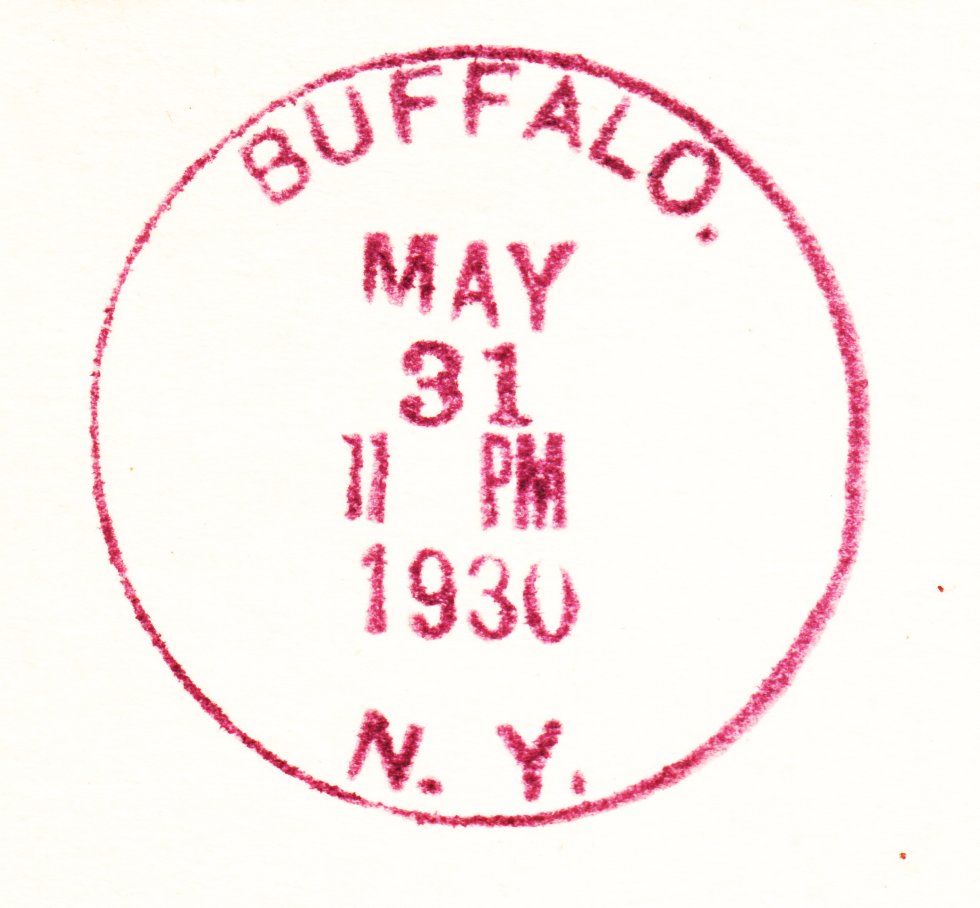 BUFFALO.
MAY
31
11 PM
1930
N. Y.